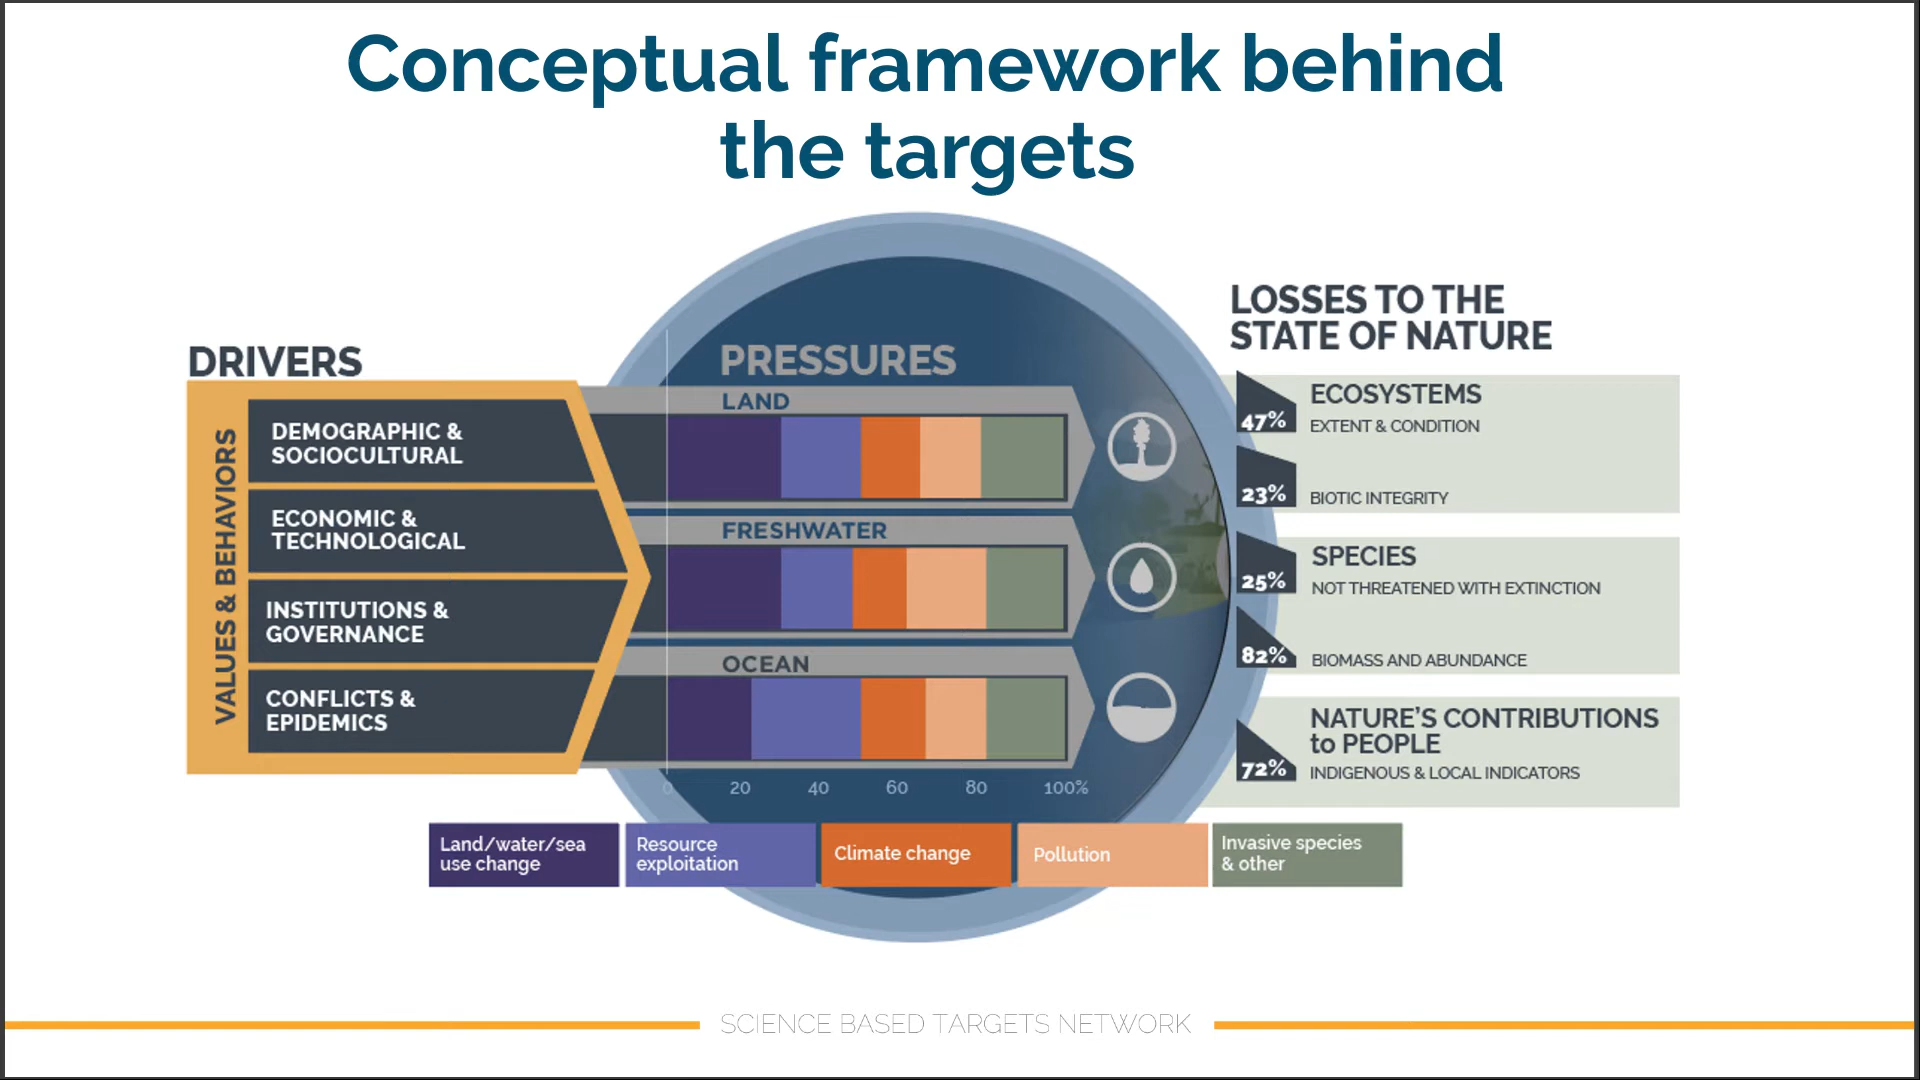 Conceptual framework behind
the targets
DRIVERS
VALUES & BEHAVIORS
DEMOGRAPHIC &
SOCIOCULTURAL
ECONOMIC &
TECHNOLOGICAL
INSTITUTIONS &
GOVERNANCE
CONFLICTS &
EPIDEMICS
PRESSURES
LAND
FRESHWATER
OCEAN
0 20 40 60 80 100%
Land/water/sea
use change
Resource
exploitation
Climate change
Pollution
Invasive species
& other
LOSSES TO THE
STATE OF NATURE
ECOSYSTEMS
47% EXTENT & CONDITION
23% BIOTIC INTEGRITY
SPECIES
25% NOT THREATENED WITH EXTINCTION
82% BIOMASS AND ABUNDANCE
NATURE'S CONTRIBUTIONS
to PEOPLE
72% INDIGENOUS & LOCAL INDICATORS
SCIENCE BASED TARGETS NETWORK